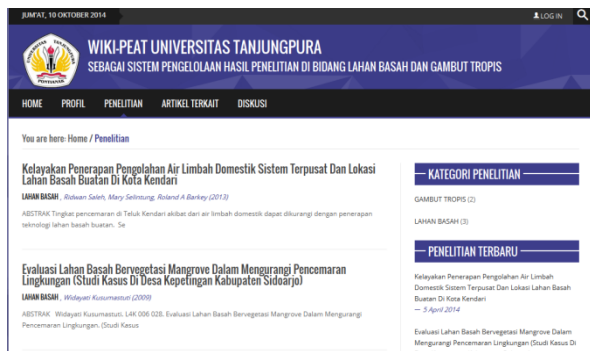 JUM'AT, 10 OKTOBER 2014
LOG IN
WIKI-PEAT UNIVERSITAS TANJUNGPURA
SEBAGAI SISTEM PENGELOLAAN HASIL PENELITIAN DI BIDANG LAHAN BASAH DAN GAMBUT TROPIS
HOME PROFIL PENELITIAN ARTIKEL TERKAIT DISKUSI
You are here: Home / Penelitian
Kelayakan Penerapan Pengolahan Air Limbah Domestik Sistem Terpusat Dan Lokasi
Lahan Basah Buatan Di Kota Kendari
LAHAN BASAH , Ridwan Saleh, Mary Selintung, Roland A Barkey (2013)
ABSTRAK Tingkat pencemaran di Teluk Kendari akibat dari air limbah domestik dapat dikurangi dengan penerapan
teknologi lahan basah buatan. Se
Evaluasi Lahan Basah Bervegetasi Mangrove Dalam Mengurangi Pencemaran
Lingkungan (Studi Kasus Di Desa Kepetingan Kabupaten Sidoarjo)
LAHAN BASAH , Widayati Kusumastuti (2009)
ABSTRAK Widayati Kusumastuti. L4K 006 028. Evaluasi Lahan Basah Bervegetasi Mangrove Dalam Mengurangi
Pencemaran Lingkungan. (Studi Kasus
KATEGORI PENELITIAN
GAMBUT TROPIS (2)
LAHAN BASAH (3)
PENELITIAN TERBARU
Kelayakan Penerapan Pengolahan Air Limbah
Domestik Sistem Terpusat Dan Lokasi Lahan Basah
Buatan Di Kota Kendari
— 5 April 2014
Evaluasi Lahan Basah Bervegetasi Mangrove Dalam
Mengurangi Pencemaran Lingkungan (Studi Kasus Di